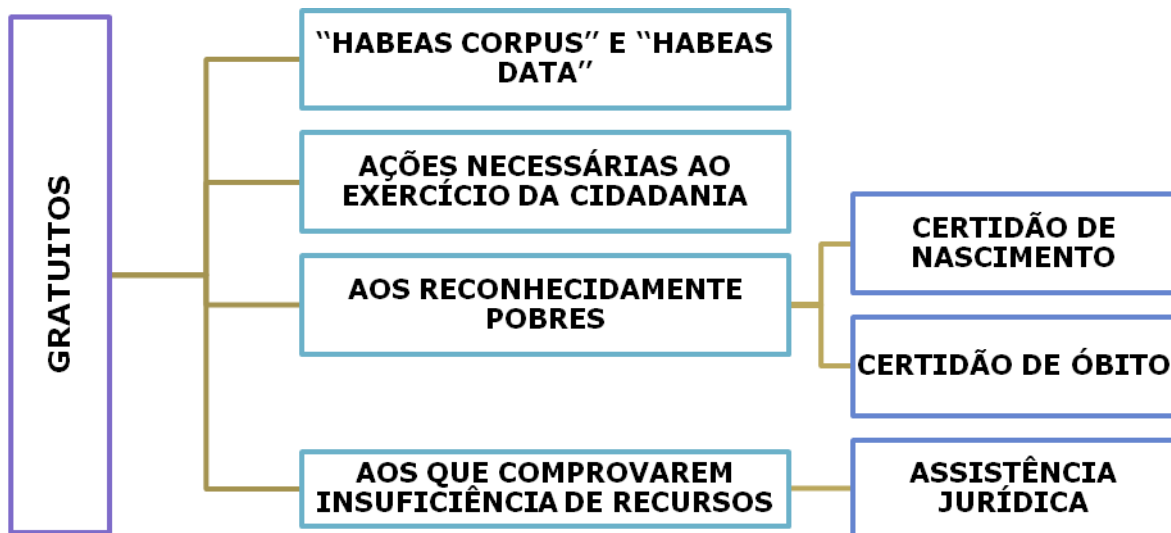 GRATUITOS
“HABEAS CORPUS” E “HABEAS
DATA”
AÇÕES NECESSÁRIAS AO
EXERCÍCIO DA CIDADANIA
AOS RECONHECIDAMENTE
POBRES
CERTIDÃO DE
NASCIMENTO
CERTIDÃO DE ÓBITO
AOS QUE COMPROVAREM
INSUFICIÊNCIA DE RECURSOS
ASSISTÊNCIA
JURÍDICA